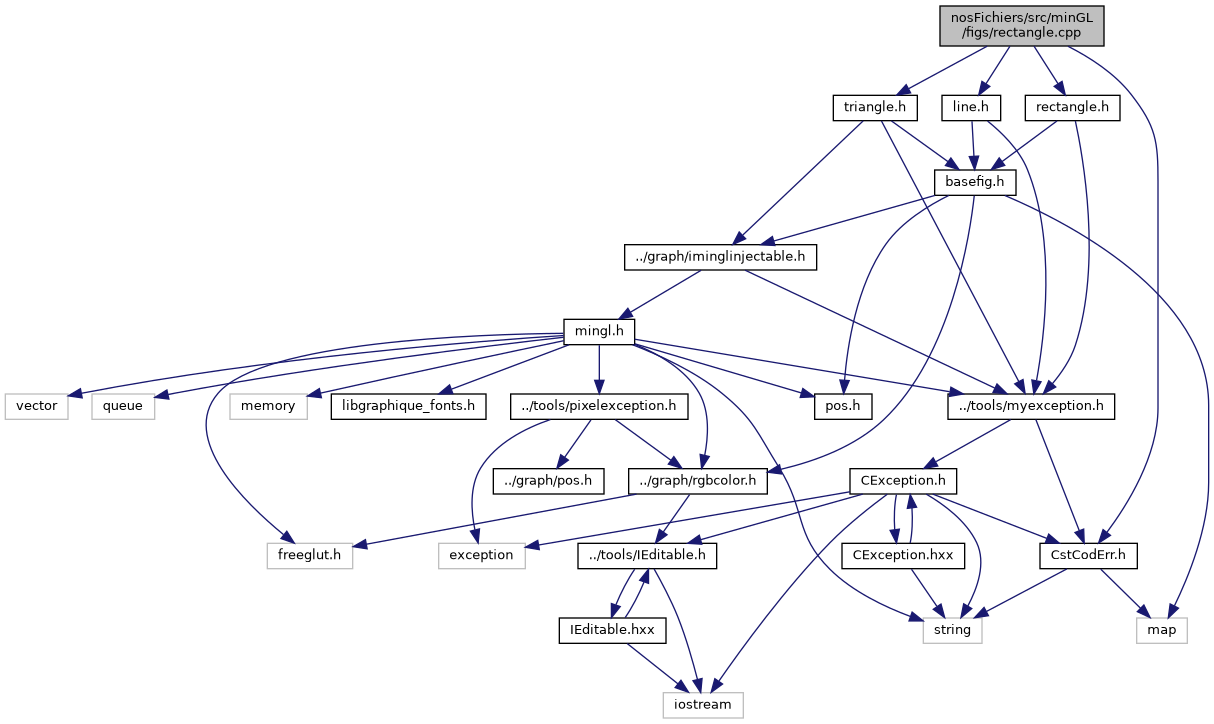 nosFichiers/src/minGL
/figs/rectangle.cpp
triangle.h
line.h
rectangle.h
basefig.h
../graph/iminglinjectable.h
mingl.h
vector
queue
memory
libgraphique_fonts.h
../tools/pixelexception.h
pos.h
../tools/myexception.h
../graph/pos.h
../graph/rgbcolor.h
CException.h
freeglut.h
exception
../tools/IEditable.h
CException.hxx
CstCodErr.h
IEditable.hxx
string
map
iostream